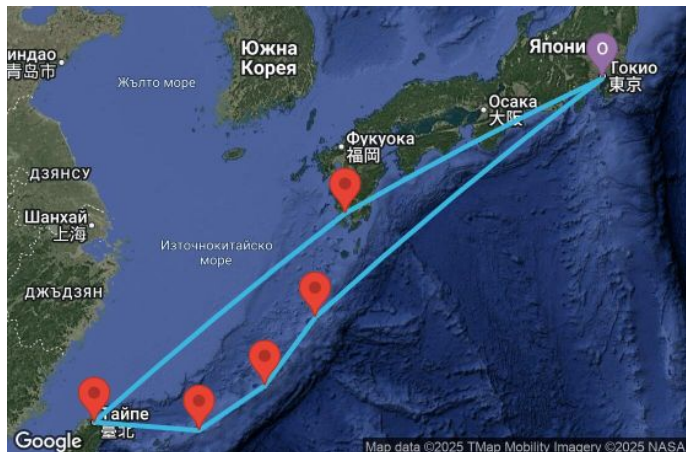 индао
青岛市
Южна
Корея
Япони
O
Токио
東京
Жълто море
Осака
大阪
Фукуока
福岡
ДЗЯНСУ
Шанхай
上海
Източнокитайско
море
ДЖЪДЗЯН
Тайпе
臺北
Google
Map data ©2025 TMap Mobility Imagery ©2025 NASA